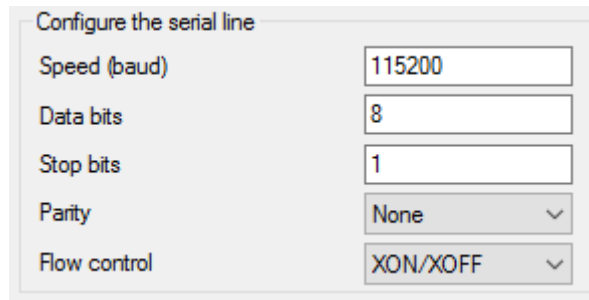 Configure the serial line
Speed (baud) 115200
Data bits 8
Stop bits 1
Parity None
Flow control XON/XOFF